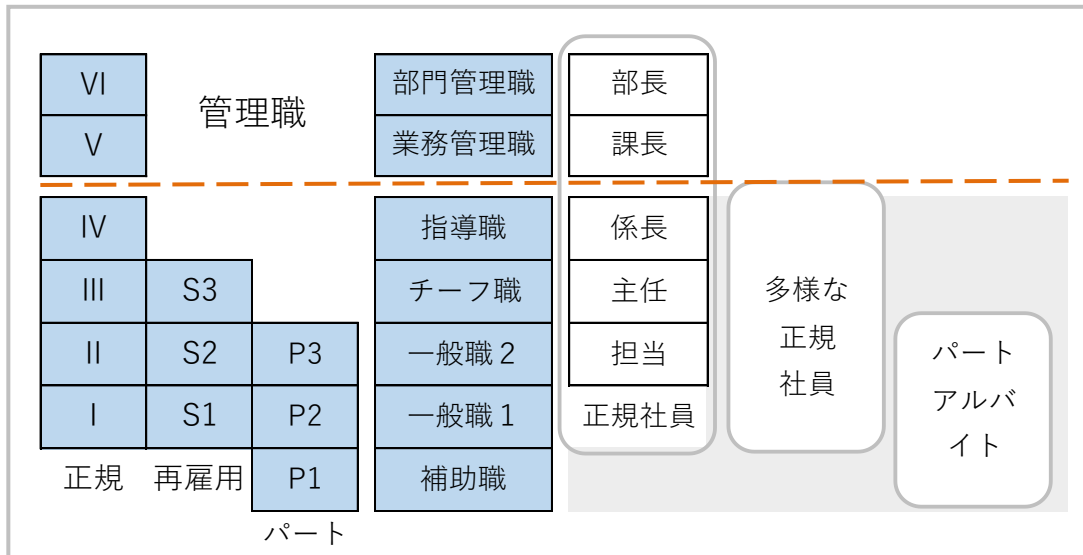 VI
部門管理職
部長
管理職
V
業務管理職
課長
IV
指導職
係長
III
S3
チーフ職
主任
多様な
正規
社員
II
S2
P3
一般職２
担当
パート
アルバ
イト
I
S1
P2
一般職１
正規社員
正規
再雇用
P1
補助職
パート